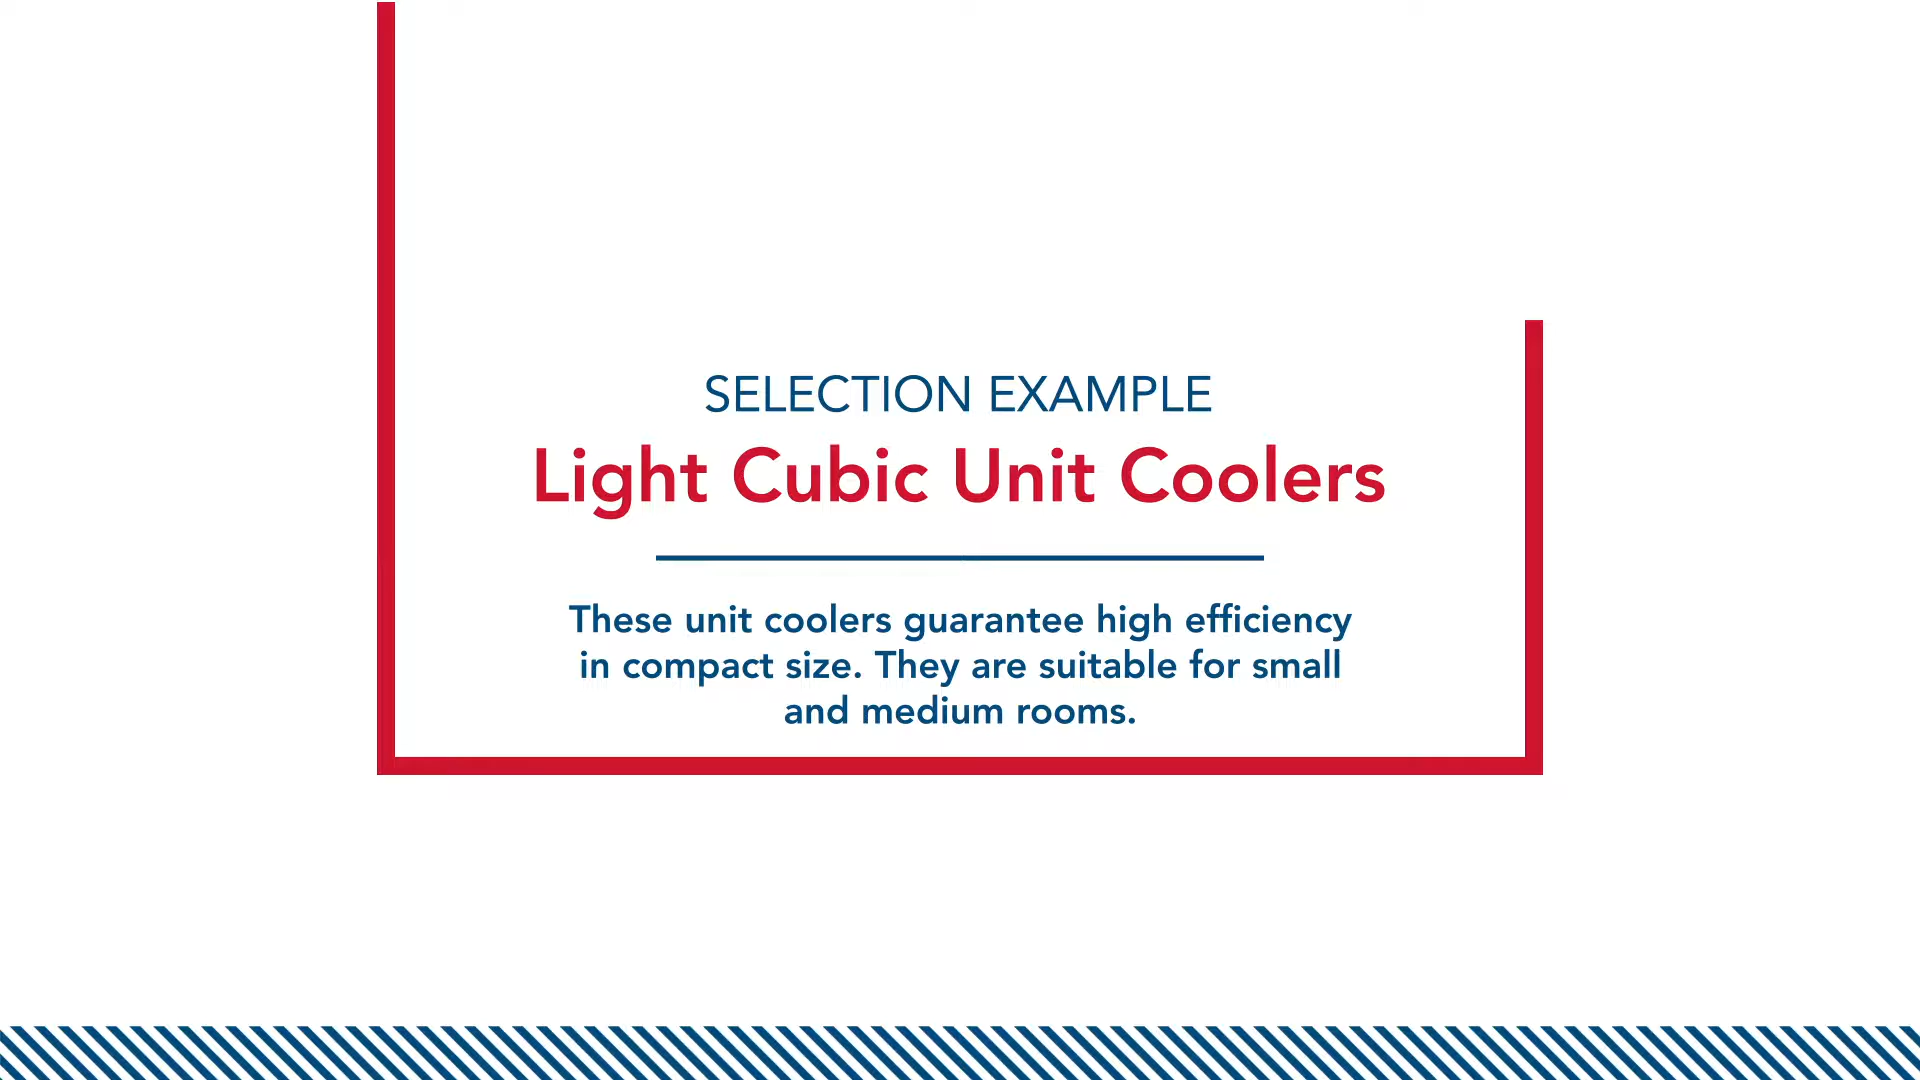 SELECTION EXAMPLE
Light Cubic Unit Coolers
These unit coolers guarantee high efficiency
in compact size. They are suitable for small
and medium rooms.